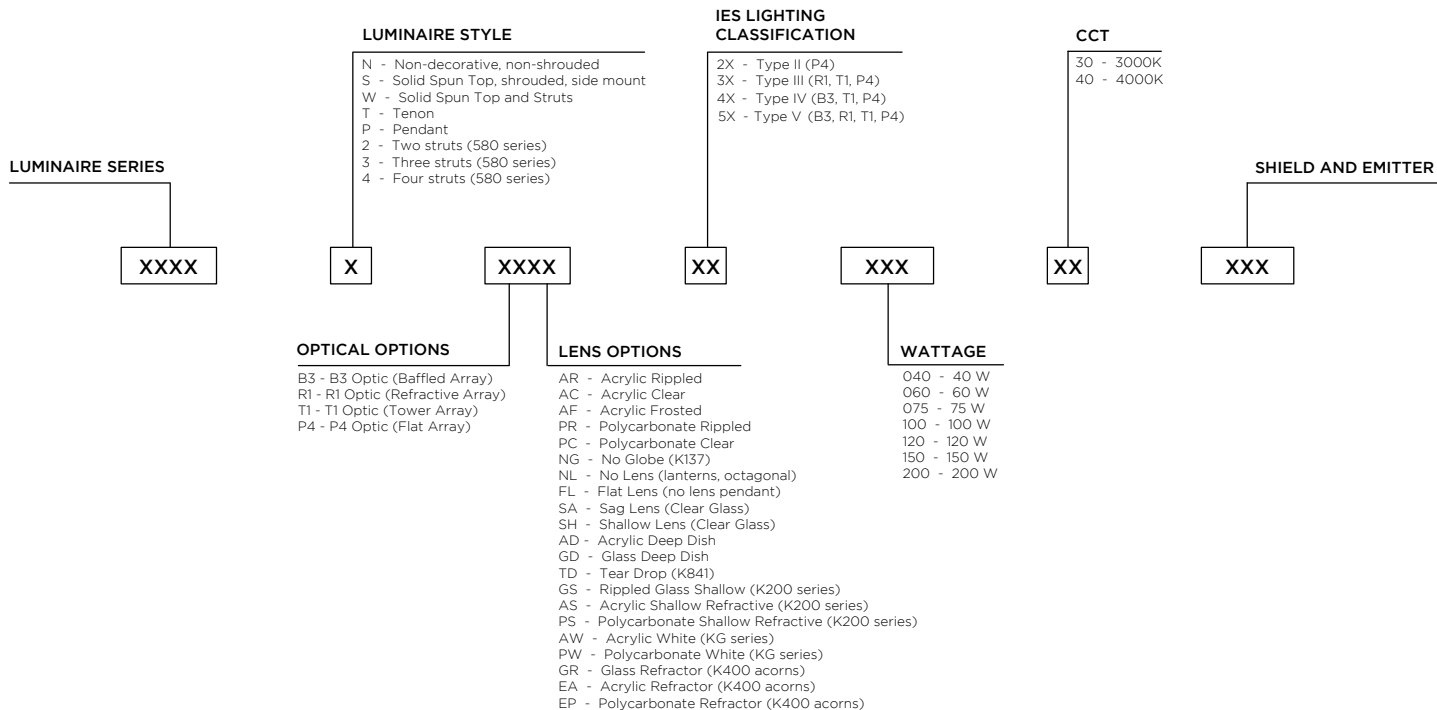 LUMINAIRE STYLE
N - Non-decorative, non-shrouded
S - Solid Spun Top, shrouded, side mount
W - Solid Spun Top and Struts
T - Tenon
P - Pendant
2 - Two struts (580 series)
3 - Three struts (580 series)
4 - Four struts (580 series)
IES LIGHTING
CLASSIFICATION
2X - Type II (P4)
3X - Type III (R1, T1, P4)
4X - Type IV (B3, T1, P4)
5X - Type V (B3, R1, T1, P4)
CCT
30 - 3000K
40 - 4000K
LUMINAIRE SERIES
SHIELD AND EMITTER
XXXX X XXXX XX XXX XX XXX
OPTICAL OPTIONS
B3 - B3 Optic (Baffled Array)
R1 - R1 Optic (Refractive Array)
T1 - T1 Optic (Tower Array)
P4 - P4 Optic (Flat Array)
LENS OPTIONS
AR - Acrylic Rippled
AC - Acrylic Clear
AF - Acrylic Frosted
PR - Polycarbonate Rippled
PC - Polycarbonate Clear
NG - No Globe (K137)
NL - No Lens (lanterns, octagonal)
FL - Flat Lens (no lens pendant)
SA - Sag Lens (Clear Glass)
SH - Shallow Lens (Clear Glass)
AD - Acrylic Deep Dish
GD - Glass Deep Dish
TD - Tear Drop (K841)
GS - Rippled Glass Shallow (K200 series)
AS - Acrylic Shallow Refractive (K200 series)
PS - Polycarbonate Shallow Refractive (K200 series)
AW - Acrylic White (KG series)
PW - Polycarbonate White (KG series)
GR - Glass Refractor (K400 acorns)
EA - Acrylic Refractor (K400 acorns)
EP - Polycarbonate Refractor (K400 acorns)
WATTAGE
040 - 40 W
060 - 60 W
075 - 75 W
100 - 100 W
120 - 120 W
150 - 150 W
200 - 200 W